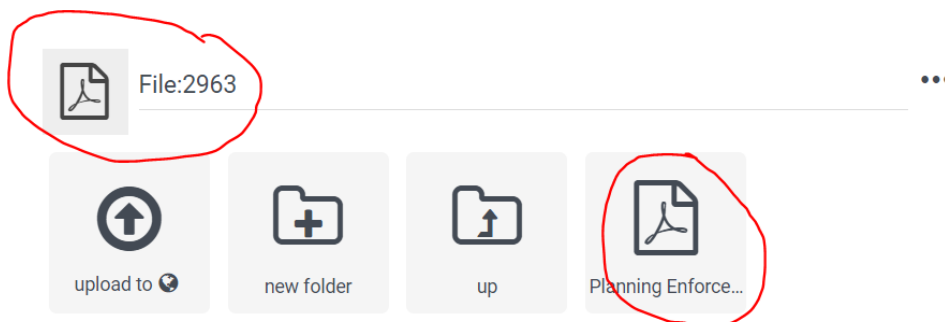 File:2963
upload to
new folder
up
Planning Enforce...